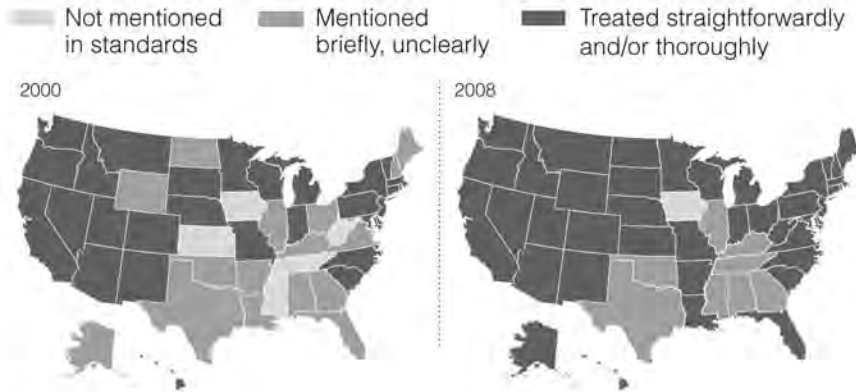 Not mentioned
in standards
Mentioned
briefly, unclearly
Treated straightforwardly
and/or thoroughly
2000
2008